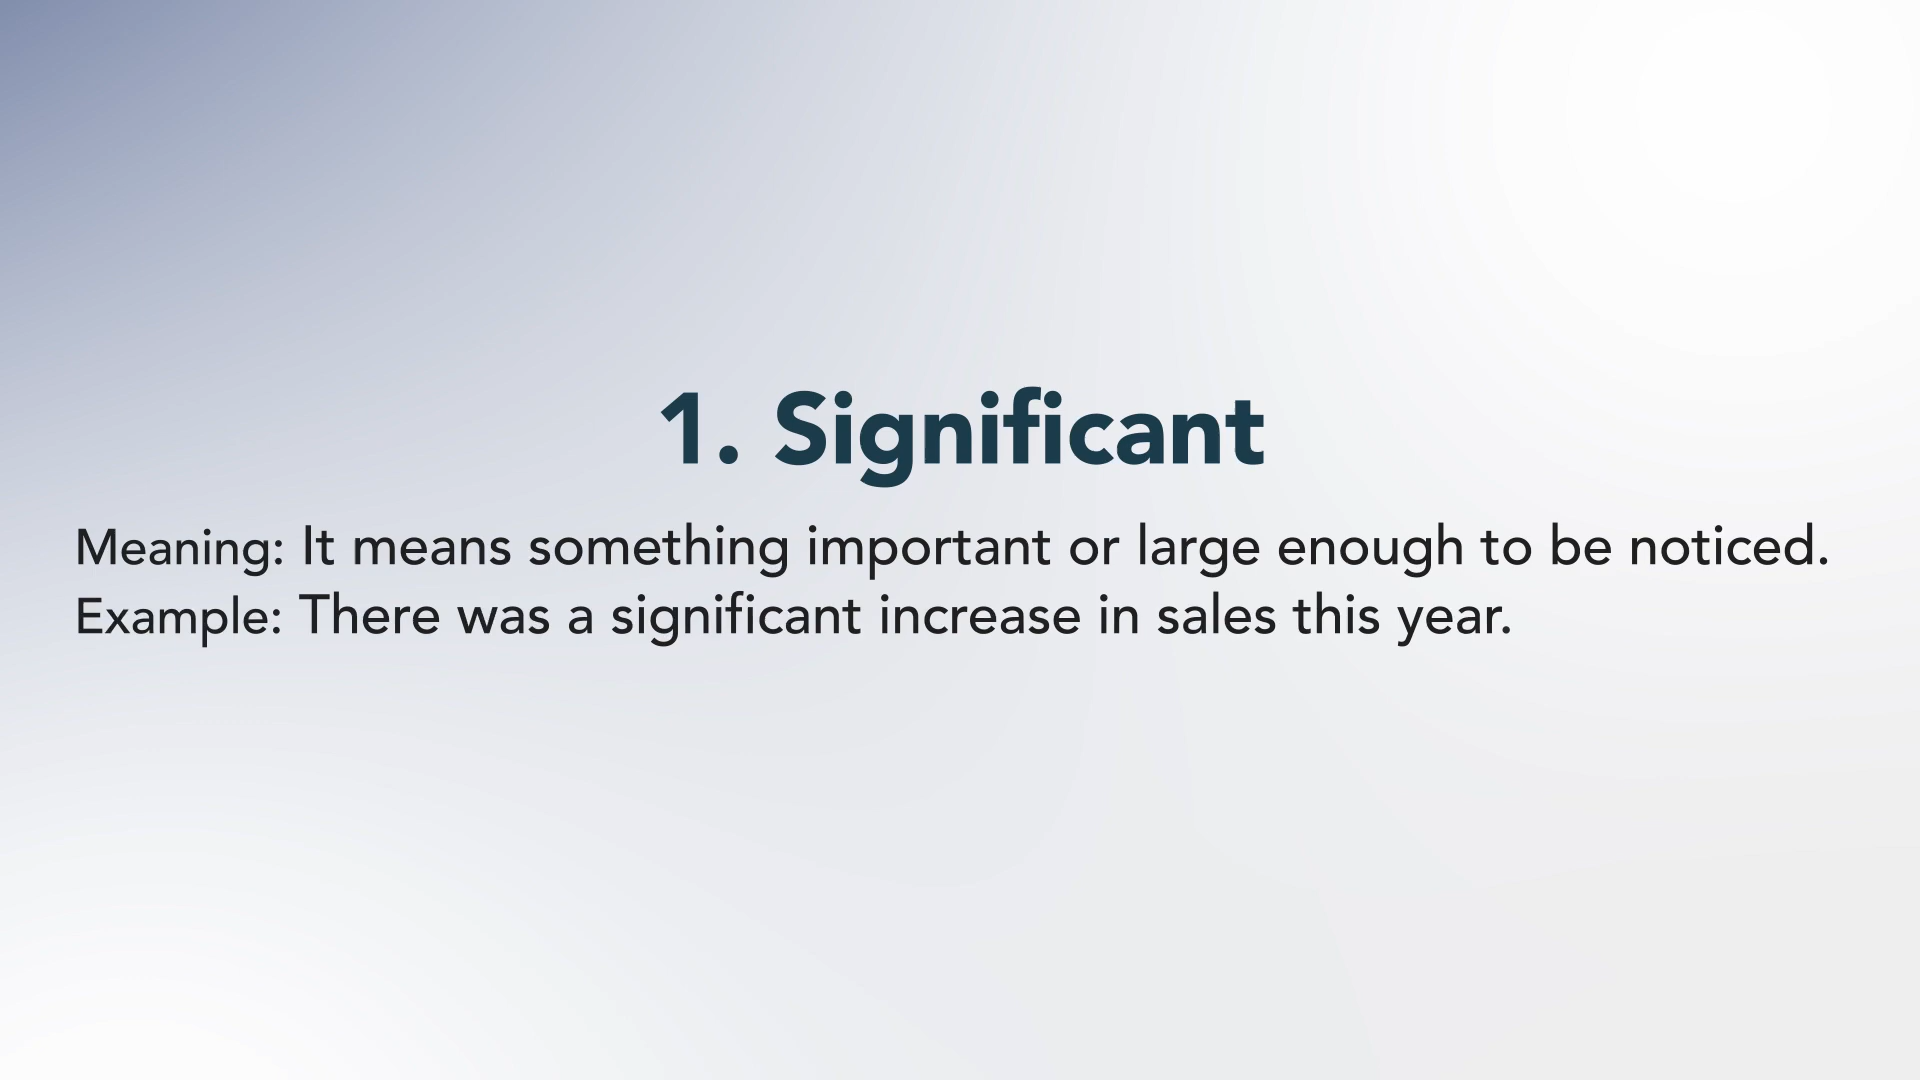 1. Significant
Meaning: It means something important or large enough to be noticed.
Example: There was a significant increase in sales this year.